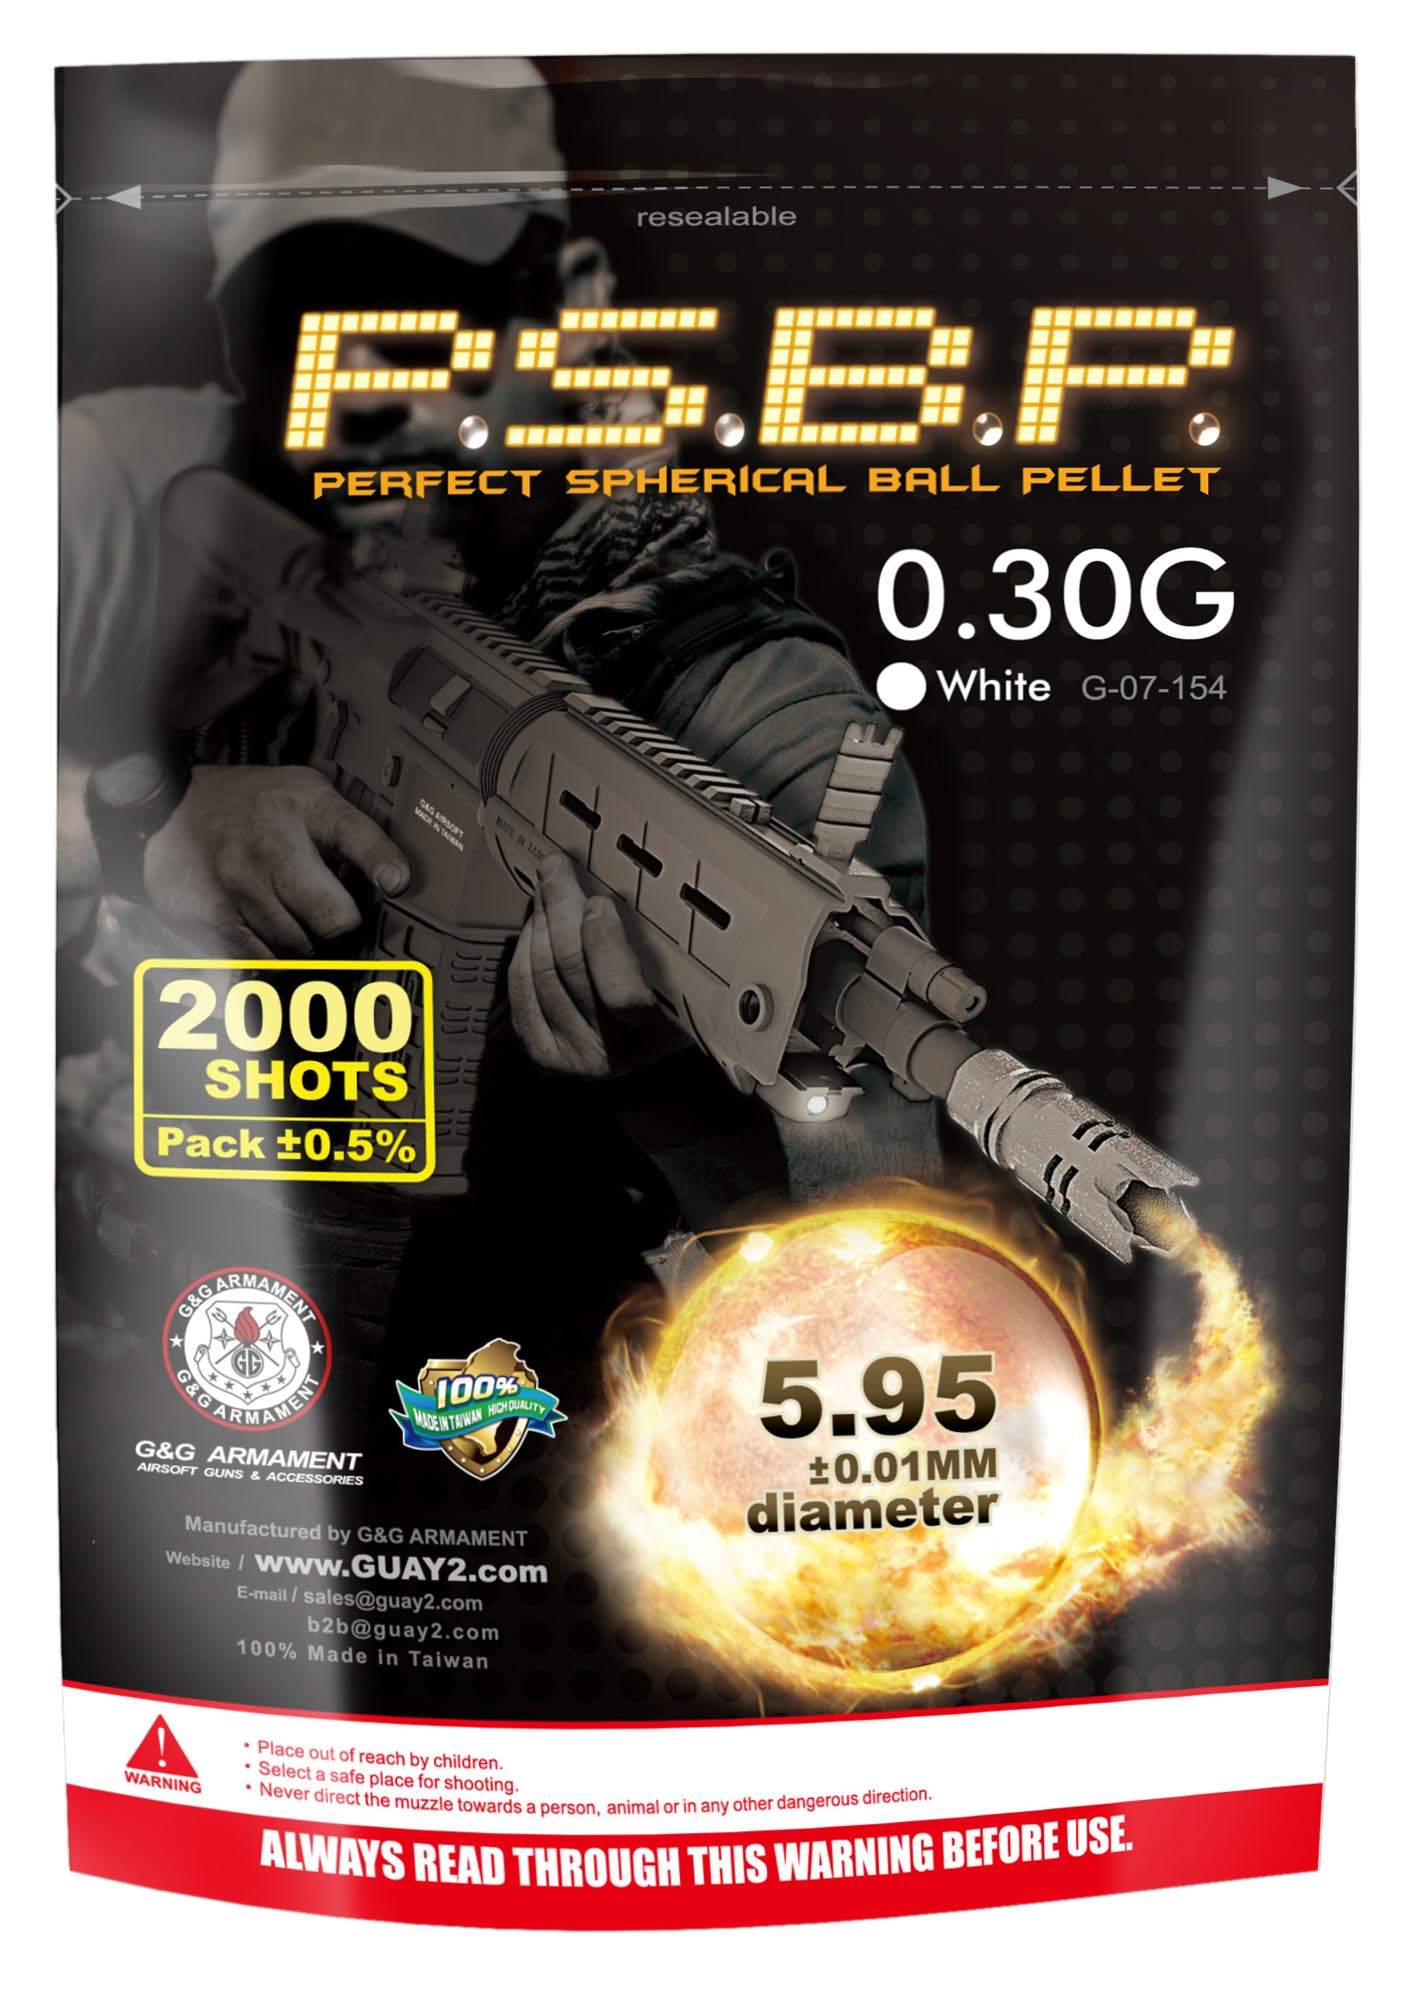 resealable
P.S.B.P.
PERFECT SPHERICAL BALL PELLET
0.30G
White G-07-154
G&G AIRSOFT
MADE IN TAIWAN
MADE IN TAIWAN
2000
SHOTS
Pack ±0.5%
G&G ARMAMENT
GG
G&G ARMAMENT
G&G ARMAMENT
AIRSOFT GUNS & ACCESSORIES
100%
MADE IN TAIWAN HIGH QUALITY
5.95
±0.01MM
diameter
Manufactured by G&G ARMAMENT
Website / www.GUAY2.com
E-mail / sales@guay2.com
b2b@guay2.com
100% Made in Taiwan
WARNING
• Place out of reach by children.
• Select a safe place for shooting.
• Never direct the muzzle towards a person, animal or in any other dangerous direction.
ALWAYS READ THROUGH THIS WARNING BEFORE USE.